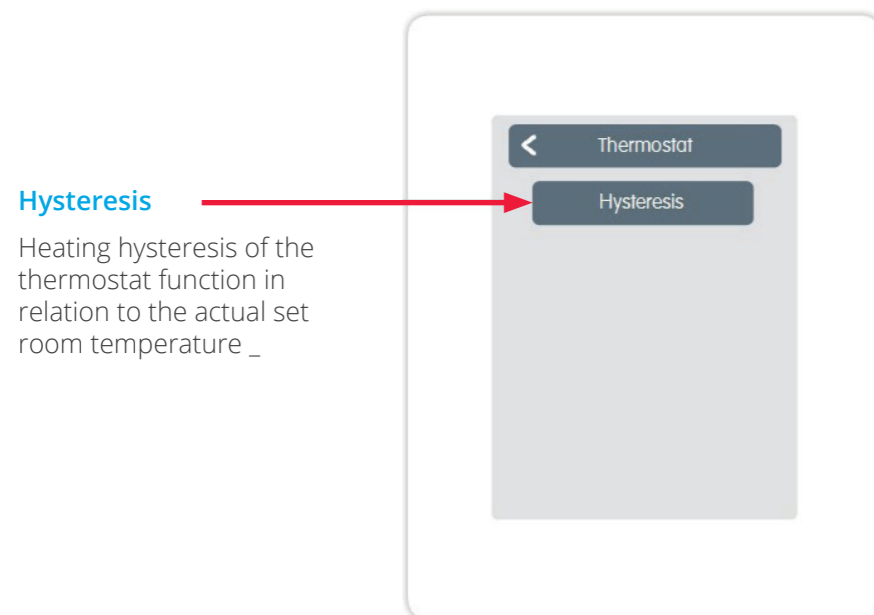 Thermostat
Hysteresis
Hysteresis
Heating hysteresis of the
thermostat function in
relation to the actual set
room temperature _